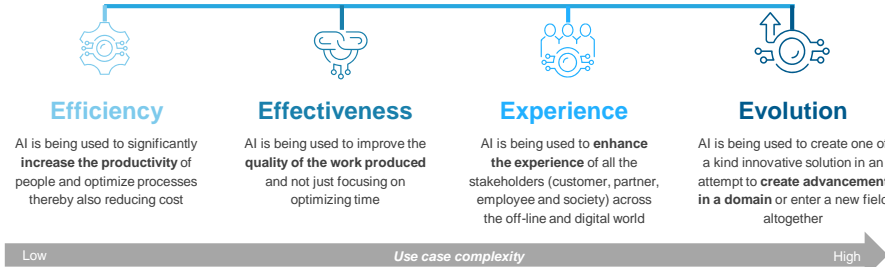 Efficiency
AI is being used to significantly
increase the productivity of
people and optimize processes
thereby also reducing cost
Effectiveness
AI is being used to improve the
quality of the work produced
and not just focusing on
optimizing time
Experience
AI is being used to enhance
the experience of all the
stakeholders (customer, partner,
employee and society) across
the off-line and digital world
Evolution
AI is being used to create one of
a kind innovative solution in an
attempt to create advancement
in a domain or enter a new field
altogether
Low
Use case complexity
High